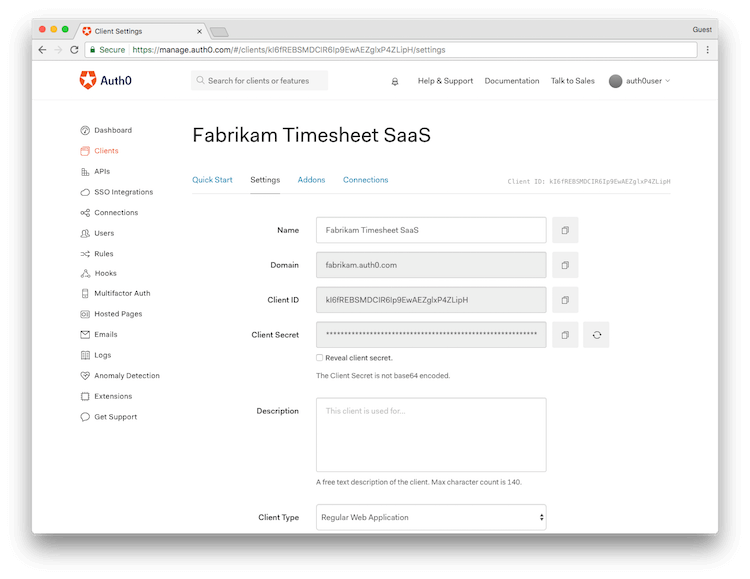 Client Settings
Guest
Secure https://manage.auth0.com/#/clients/kI6fREBSMDCIR6Ip9EwAEZglxP4ZLipH/settings
Auth0
Search for clients or features
Help & Support
Documentation
Talk to Sales
auth0user
Dashboard
Clients
APIs
SSO Integrations
Connections
Users
Rules
Hooks
Multifactor Auth
Hosted Pages
Emails
Logs
Anomaly Detection
Extensions
Get Support
Fabrikam Timesheet SaaS
Quick Start
Settings
Addons
Connections
Client ID: kI6fREBSMDCIR6Ip9EwAEZglxP4ZLipH
Name
Fabrikam Timesheet SaaS
Domain
fabrikam.auth0.com
Client ID
kI6fREBSMDCIR6Ip9EwAEZglxP4ZLipH
Client Secret
************************************************************
Reveal client secret.
The Client Secret is not base64 encoded.
Description
This client is used for...
A free text description of the client. Max character count is 140.
Client Type
Regular Web Application